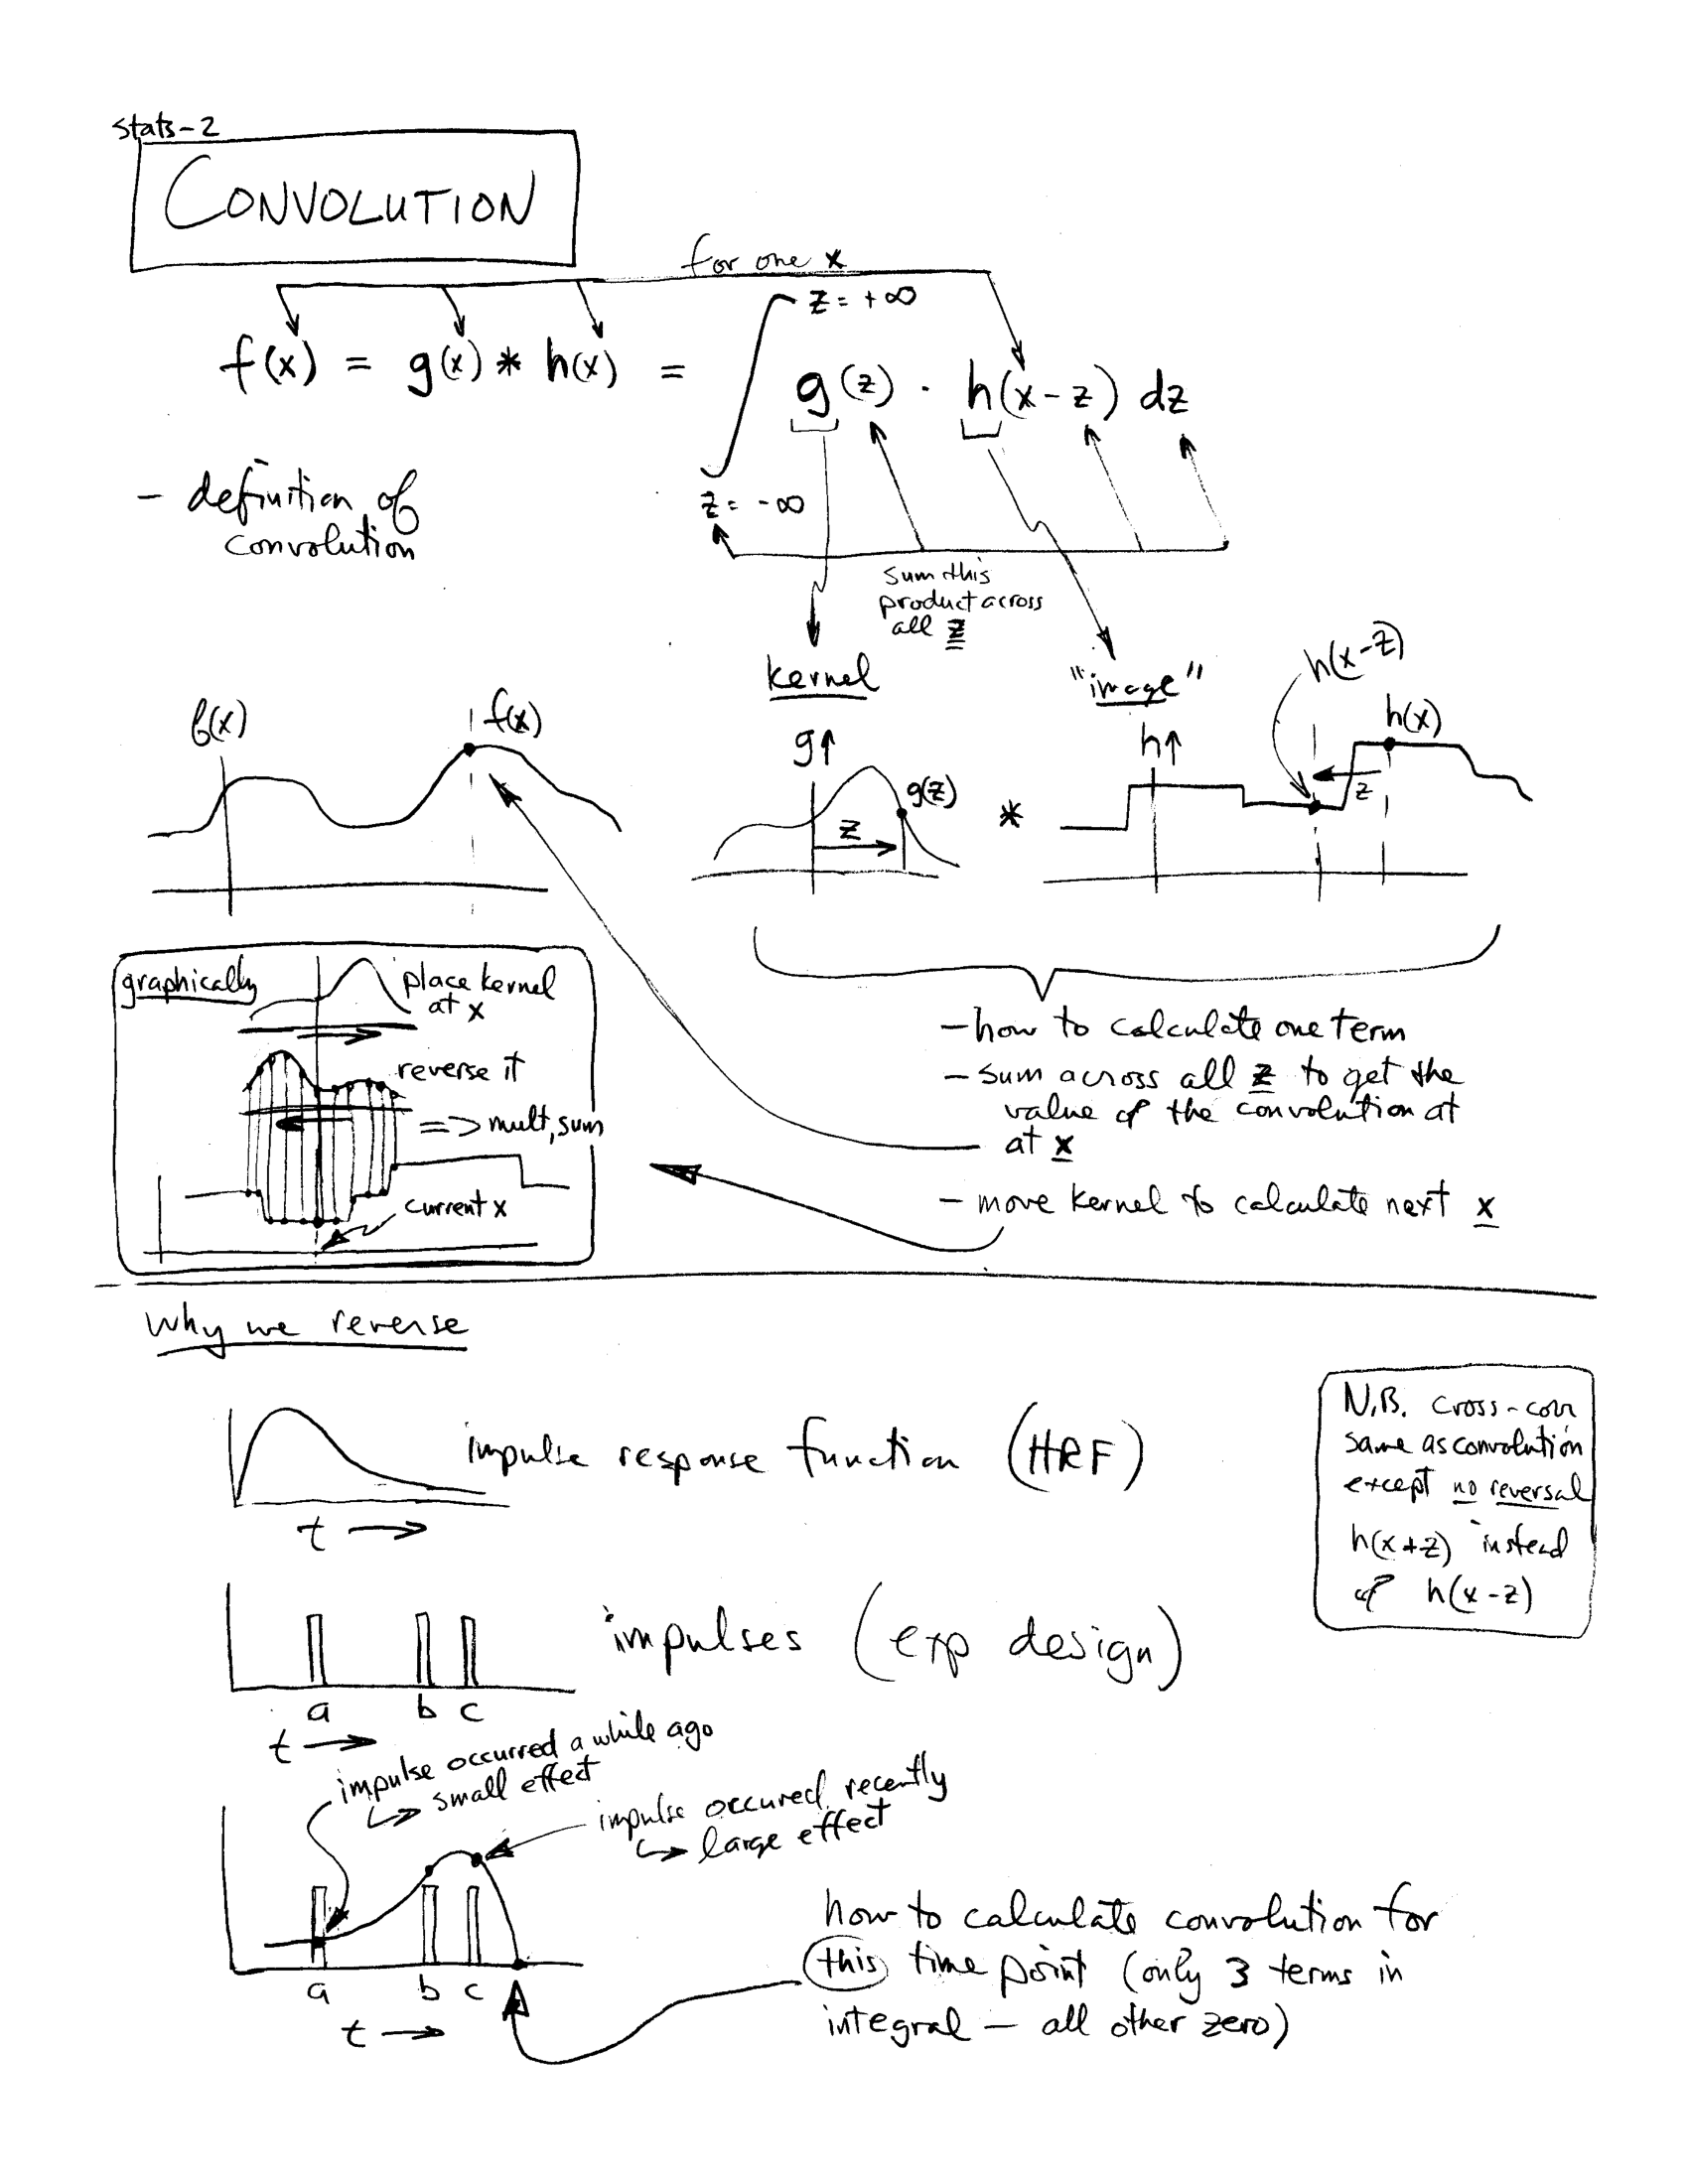 stats-2
CONVOLUTION
for one x
f(x) = g(x) * h(x) =
z = +∞
g(z) · h(x-z) dz
z = -∞
- definition of
convolution
sum this
product across
all z
kernel
"image"
h(x-z)
f(x)
f(x)
g↑
g(z)
z
*
h↑
h(x)
z
graphically
place kernel
at x
reverse it
=> mult, sum
current x
- how to calculate one term
- sum across all z to get the
value of the convolution at
at x
- move kernel to calculate next x
why we reverse
impulse response function (HRF)
t →
N.B. cross-corr
same as convolution
except no reversal
h(x+z) instead
of h(x-z)
impulses (exp design)
a b c
t →
impulse occurred a while ago
↳ small effect
impulse occured recently
↳ large effect
a b c
t →
how to calculate convolution for
this time point (only 3 terms in
integral — all other zero)